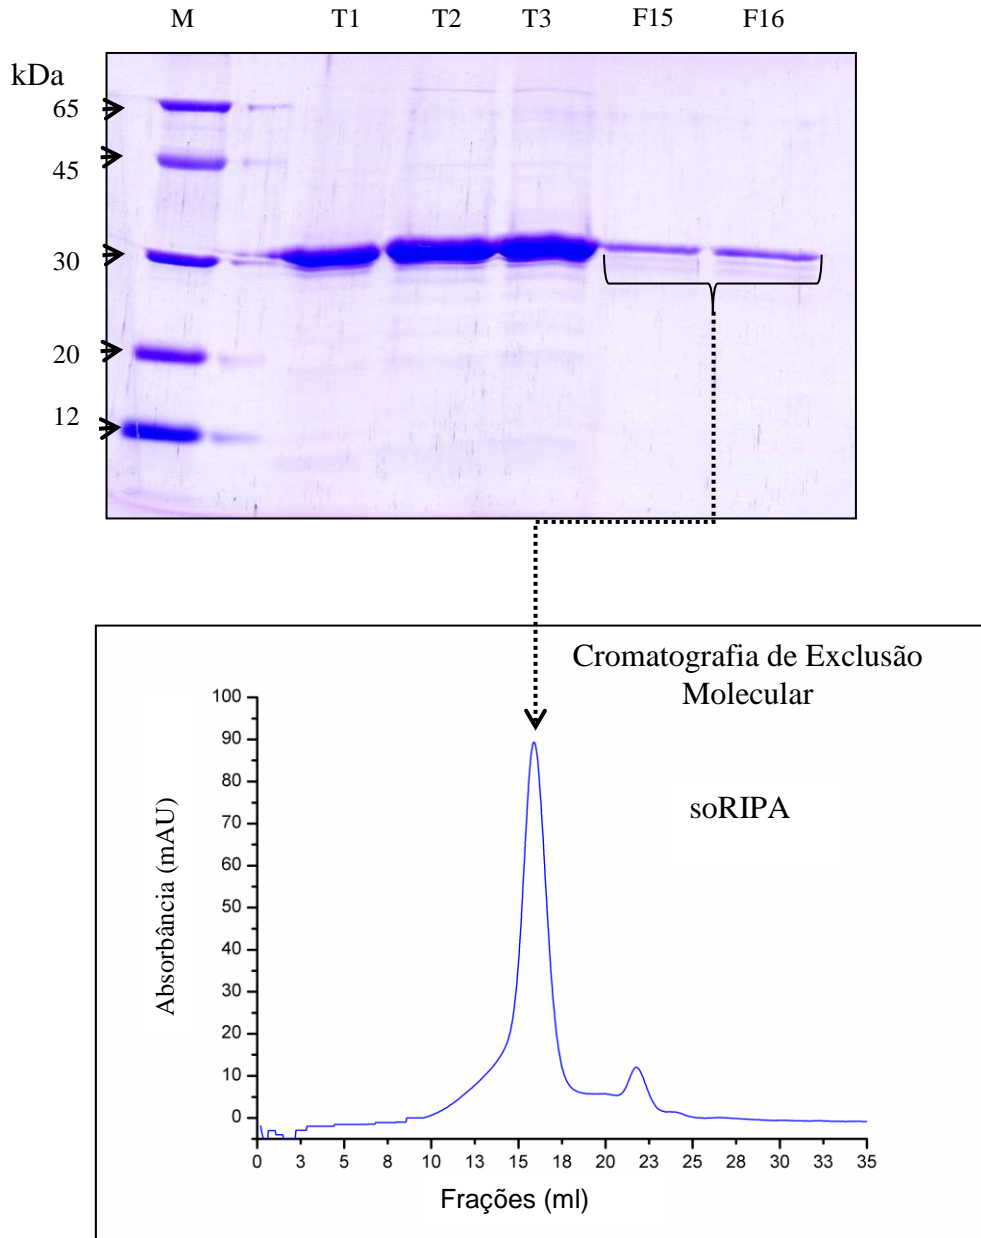 M T1 T2 T3 F15 F16
kDa
65
45
30
20
12
Cromatografia de Exclusão
Molecular
soRIPA
Absorbância (mAU)
100
90
80
70
60
50
40
30
20
10
0
0 3 5 8 10 13 15 18 20 23 25 28 30 33 35
Frações (ml)